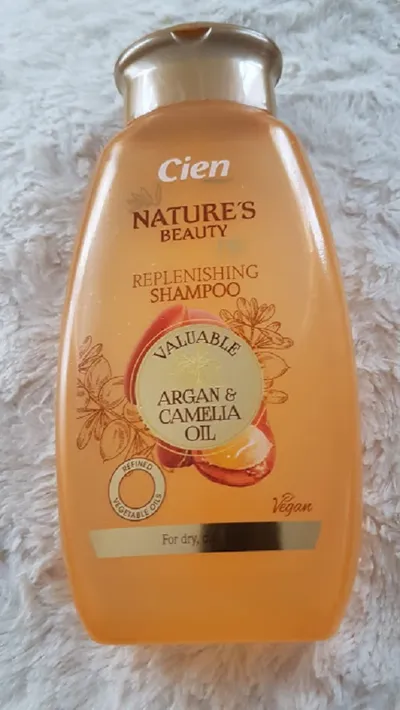 Cien
NATURE'S
BEAUTY
REPLENISHING
SHAMPOO
VALUABLE
ARGAN &
CAMELIA
OIL
REFINED
VEGETABLE OILS
Vegan
For dry,